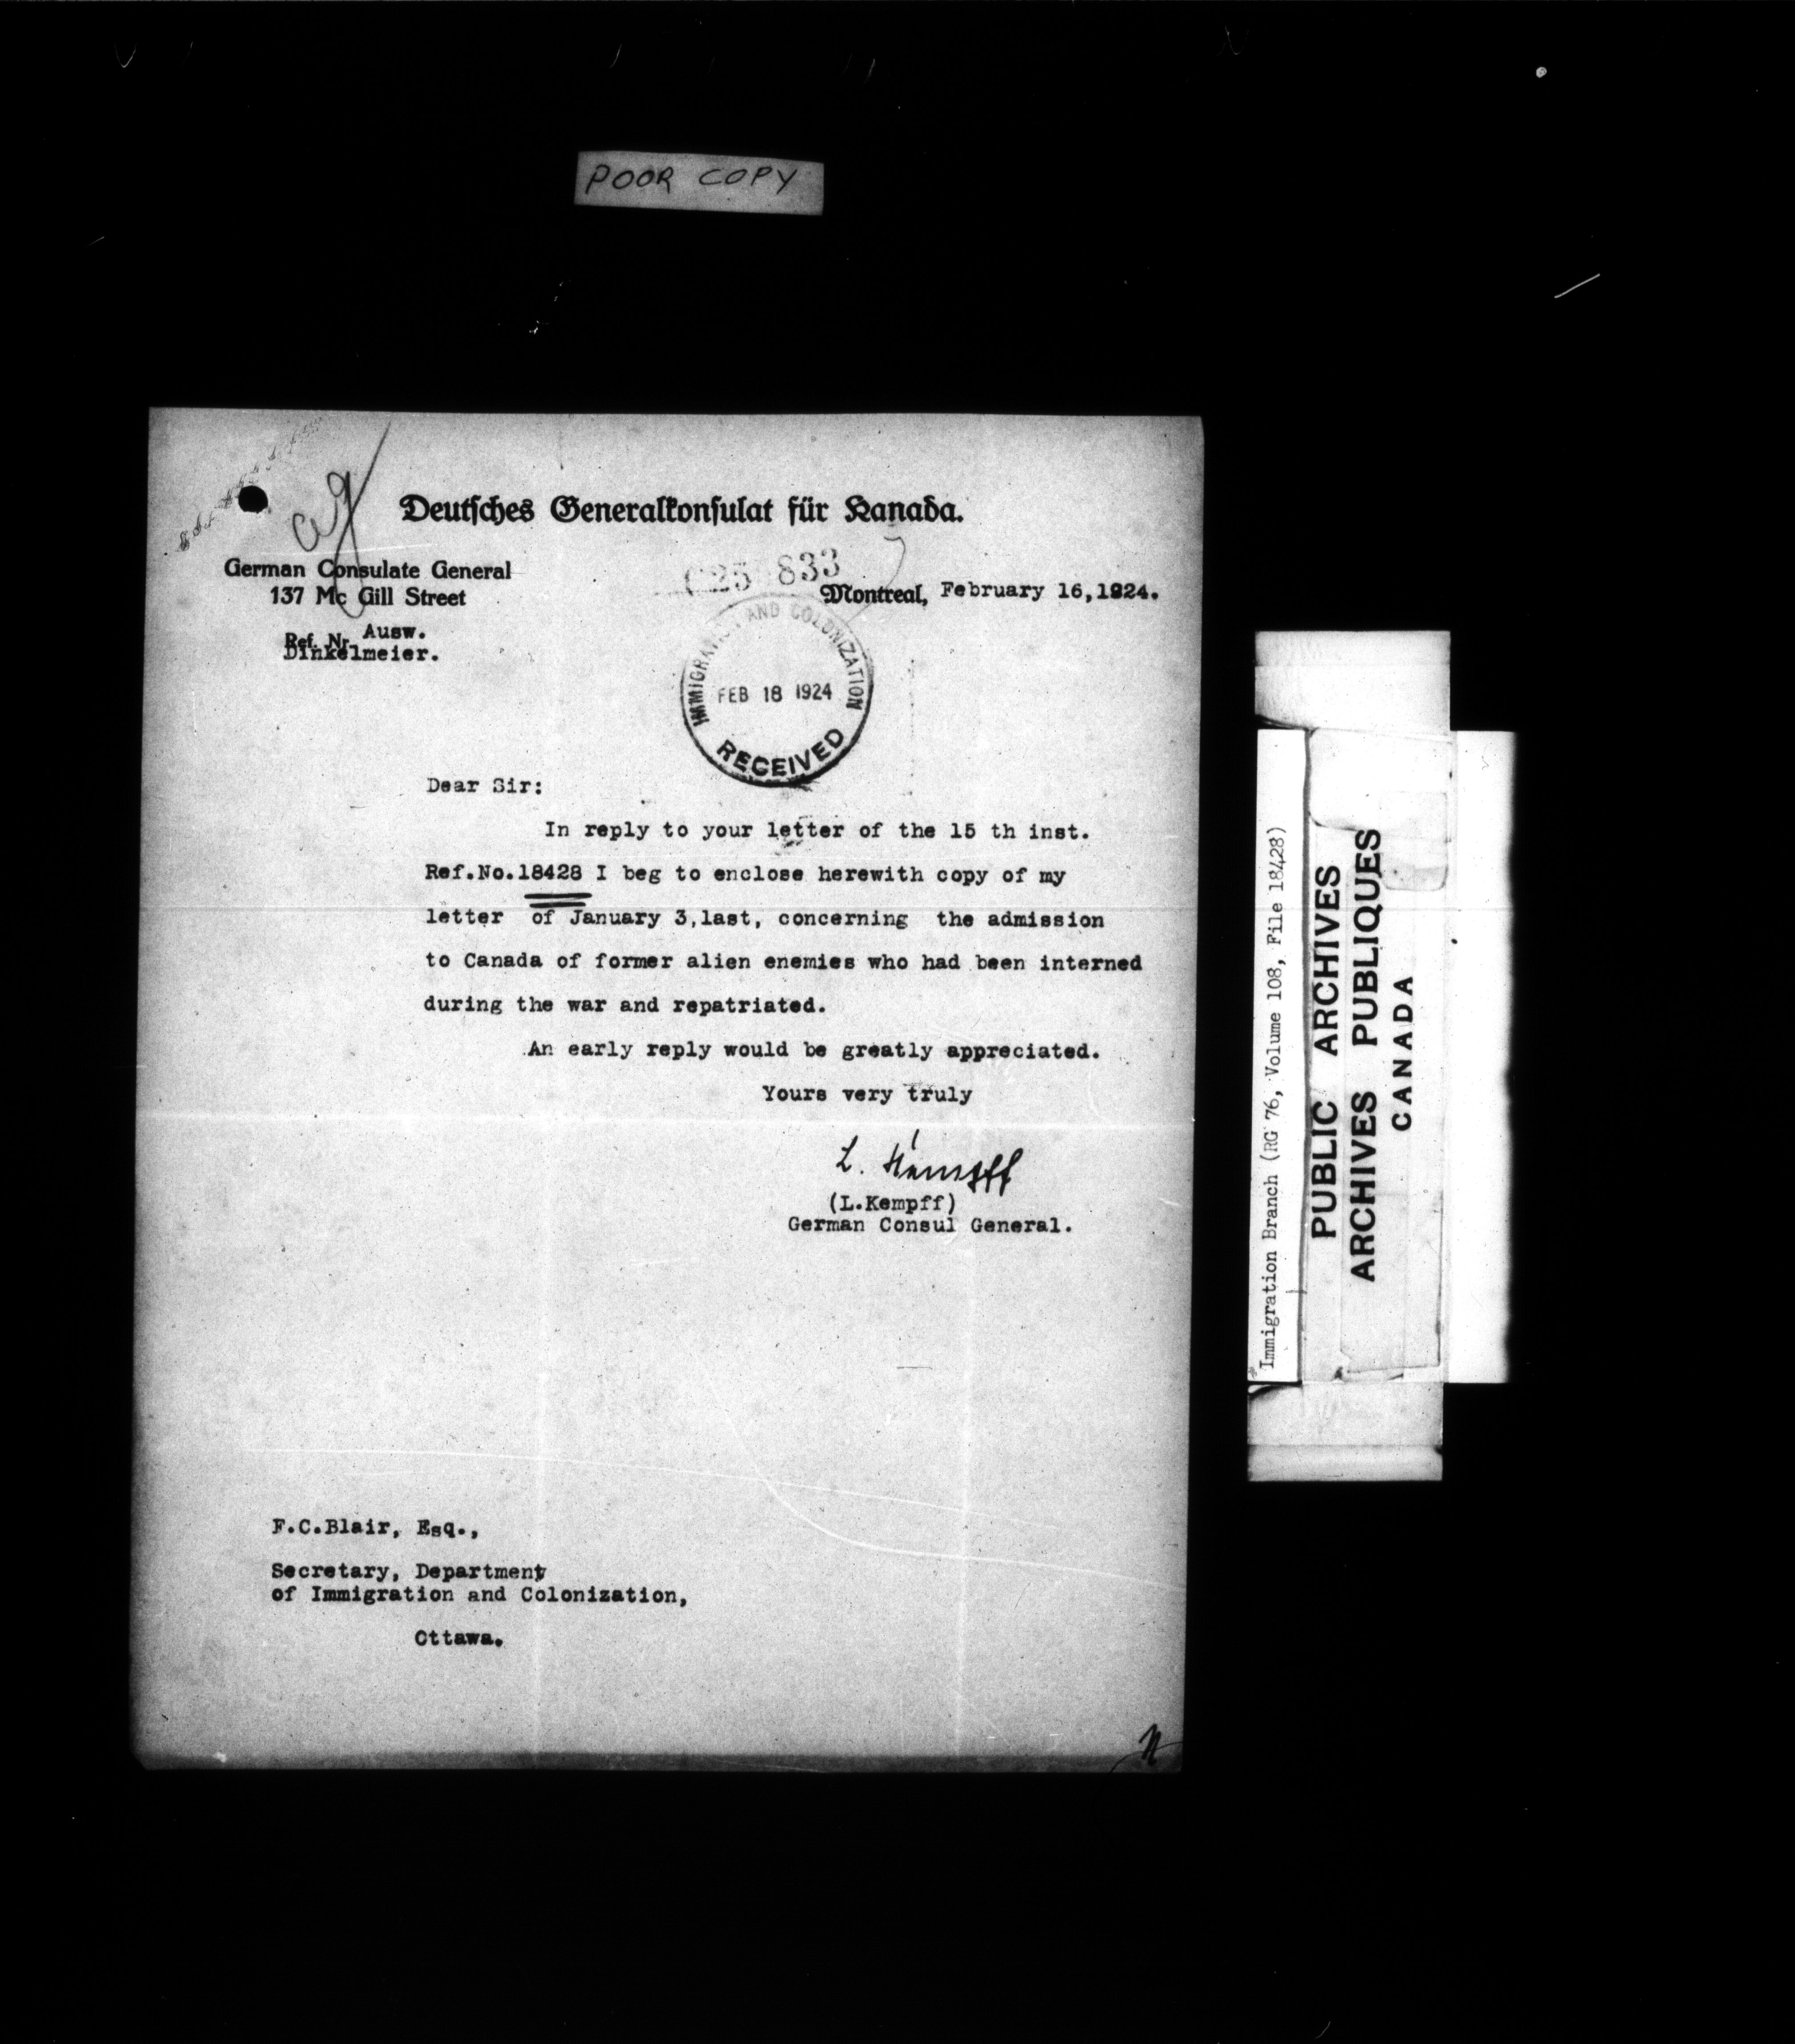 POOR COPY
Deutsches Generalkonsulat für Kanada.
German Consulate General
137 Mc Gill Street
C25 833
Montreal, February 16,1924.
Ref. Nr. Ausw.
Dinkelmeier.
IMMIGRATION AND COLONIZATION
FEB 18 1924
RECEIVED
Dear Sir:
In reply to your letter of the 15 th inst.
Ref.No.18428 I beg to enclose herewith copy of my
letter of January 3,last, concerning the admission
to Canada of former alien enemies who had been interned
during the war and repatriated.
An early reply would be greatly appreciated.
Yours very truly
L. Kempff
(L.Kempff)
German Consul General.
F.C.Blair, Esq.,
Secretary, Department
of Immigration and Colonization,
Ottawa.
Immigration Branch (RG 76, Volume 108, File 18428)
PUBLIC ARCHIVES
ARCHIVES PUBLIQUES
CANADA